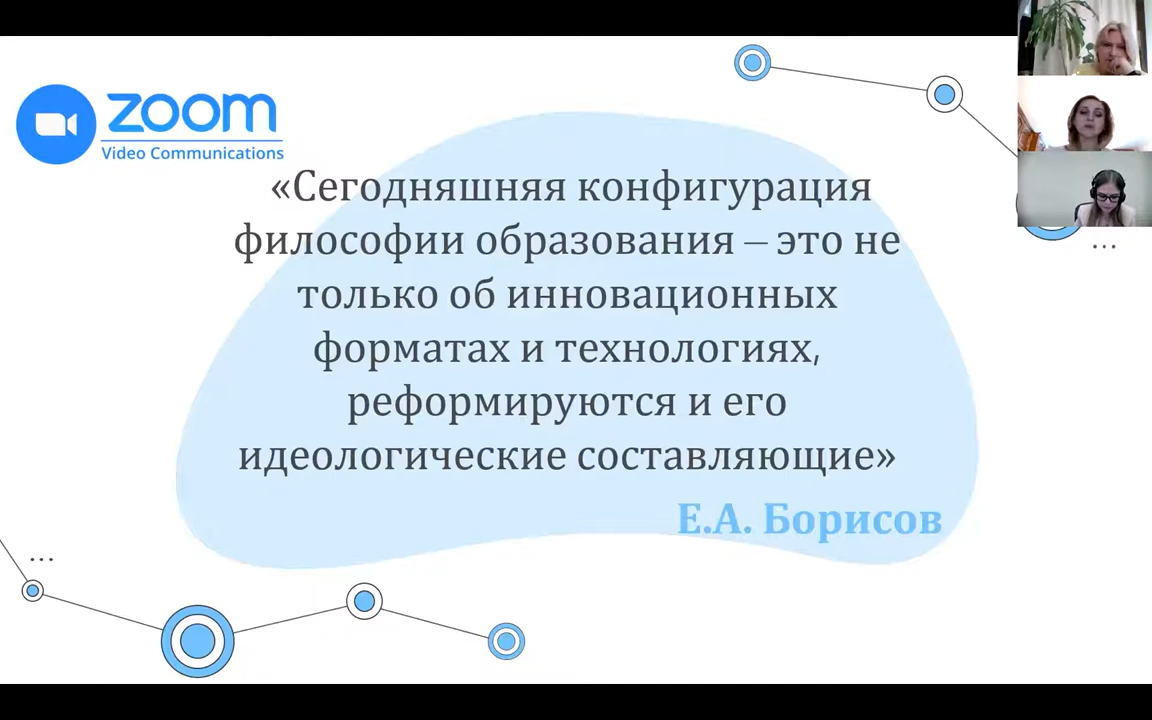 zoom
Video Communications
«Сегодняшняя конфигурация
философии образования – это не
только об инновационных
форматах и технологиях,
реформируются и его
идеологические составляющие»
Е.А. Борисов
...
...